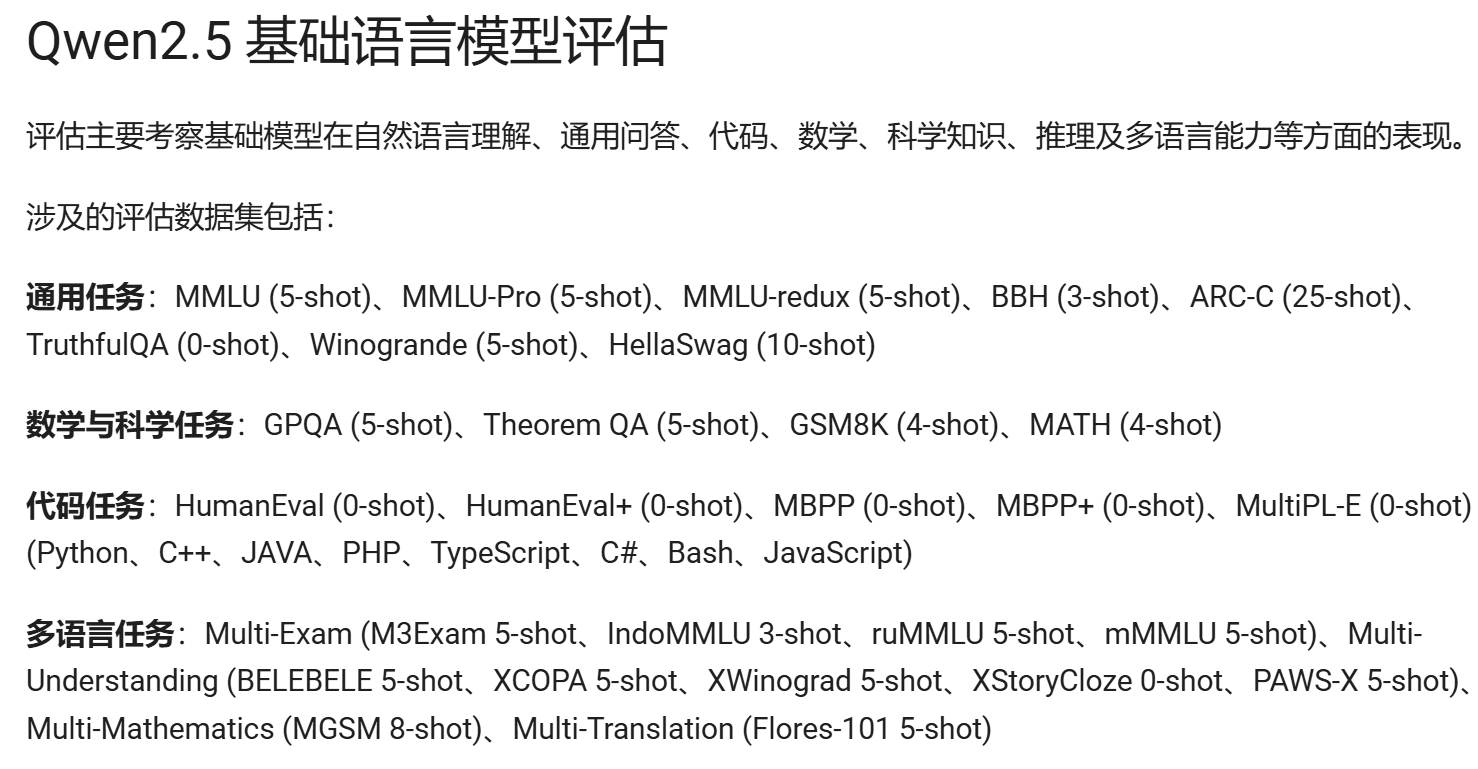 Qwen2.5 基础语言模型评估
评估主要考察基础模型在自然语言理解、通用问答、代码、数学、科学知识、推理及多语言能力等方面的表现。
涉及的评估数据集包括：
通用任务：MMLU (5-shot)、MMLU-Pro (5-shot)、MMLU-redux (5-shot)、BBH (3-shot)、ARC-C (25-shot)、
TruthfulQA (0-shot)、Winogrande (5-shot)、HellaSwag (10-shot)
数学与科学任务：GPQA (5-shot)、Theorem QA (5-shot)、GSM8K (4-shot)、MATH (4-shot)
代码任务：HumanEval (0-shot)、HumanEval+ (0-shot)、MBPP (0-shot)、MBPP+ (0-shot)、MultiPL-E (0-shot)
(Python、C++、JAVA、PHP、TypeScript、C#、Bash、JavaScript)
多语言任务：Multi-Exam (M3Exam 5-shot、IndoMMLU 3-shot、ruMMLU 5-shot、mMMLU 5-shot)、Multi-
Understanding (BELEBELE 5-shot、XCOPA 5-shot、XWinograd 5-shot、XStoryCloze 0-shot、PAWS-X 5-shot)、
Multi-Mathematics (MGSM 8-shot)、Multi-Translation (Flores-101 5-shot)